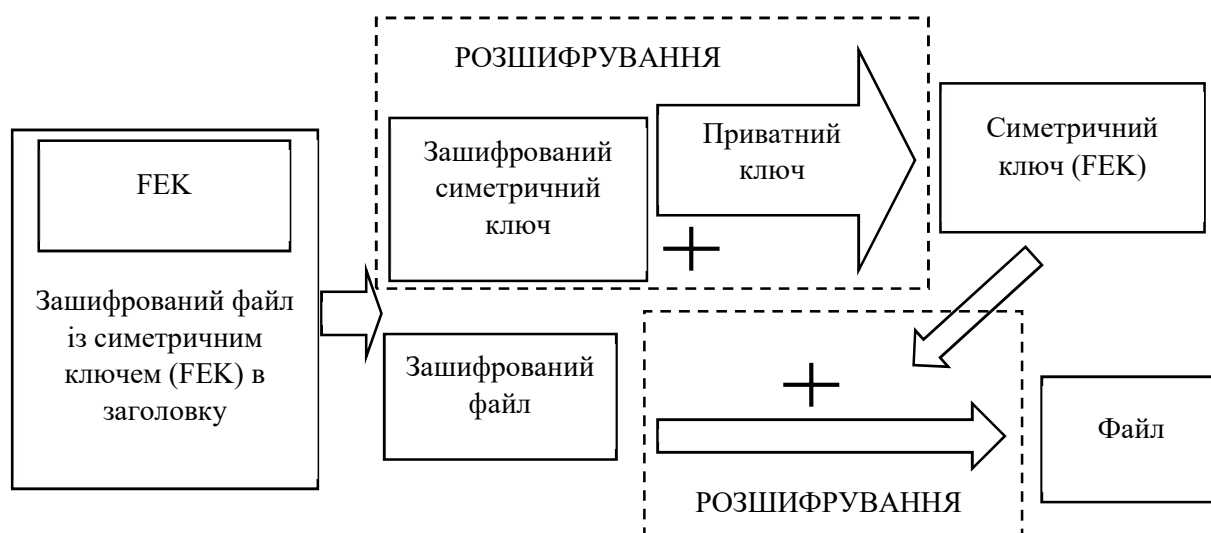 РОЗШИФРУВАННЯ
FEK
Зашифрований файл
із симетричним
ключем (FEK) в
заголовку
Зашифрований
симетричний
ключ
Приватний
ключ
Симетричний
ключ (FEK)
Зашифрований
файл
Файл
РОЗШИФРУВАННЯ